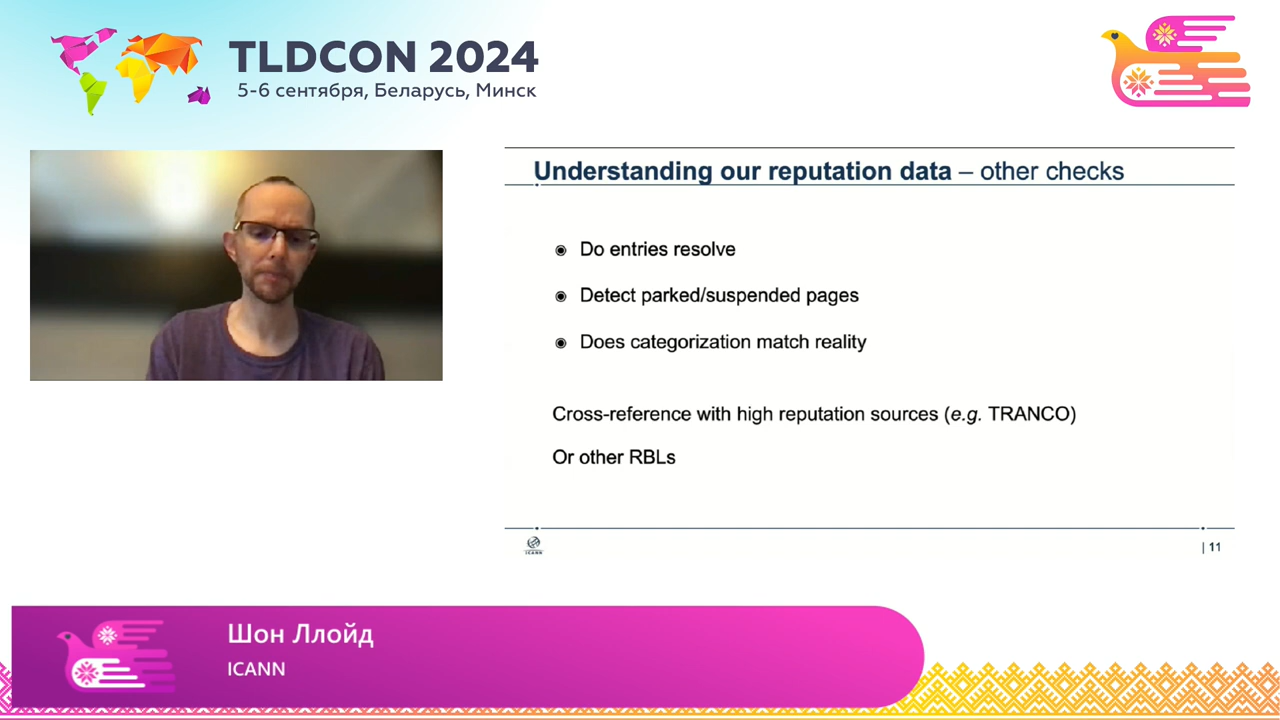 TLDCON 2024
5-6 сентября, Беларусь, Минск
Understanding our reputation data – other checks
Do entries resolve
Detect parked/suspended pages
Does categorization match reality
Cross-reference with high reputation sources (e.g. TRANCO)
Or other RBLs
ICANN
| 11
Шон Ллойд
ICANN